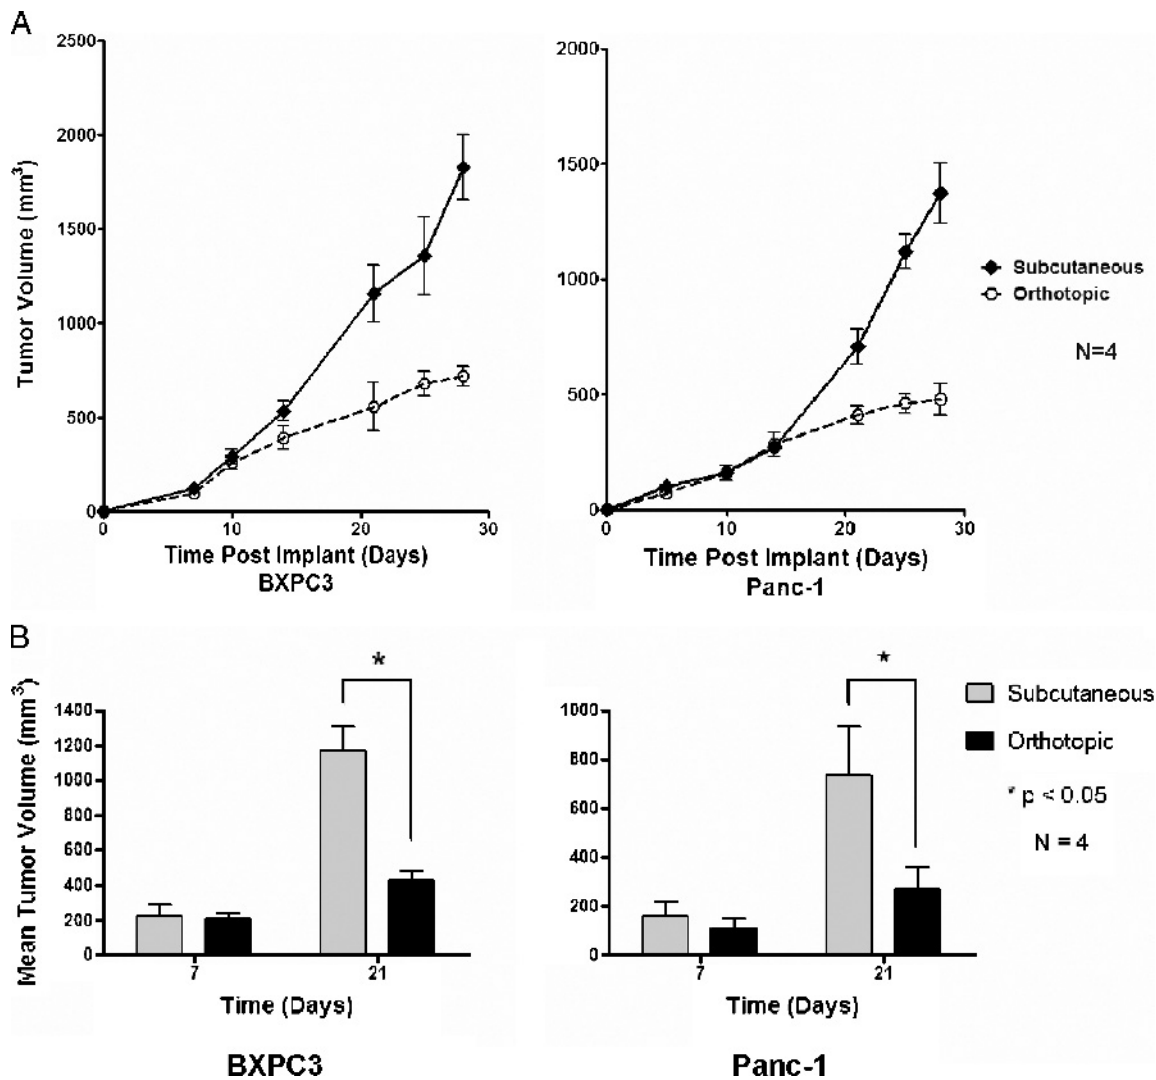 A
2500
2000
1500
1000
500
0
0 10 20 30
Tumor Volume (mm3)
Time Post Implant (Days)
BXPC3
2000
1500
1000
500
0
0 10 20 30
Time Post Implant (Days)
Panc-1
Subcutaneous
Orthotopic
N=4
B
Mean Tumor Volume (mm3)
1400
1200
1000
800
600
400
200
0
*
7 21
Time (Days)
BXPC3
1000
800
600
400
200
0
*
7 21
Time (Days)
Panc-1
Subcutaneous
Orthotopic
* p < 0.05
N = 4